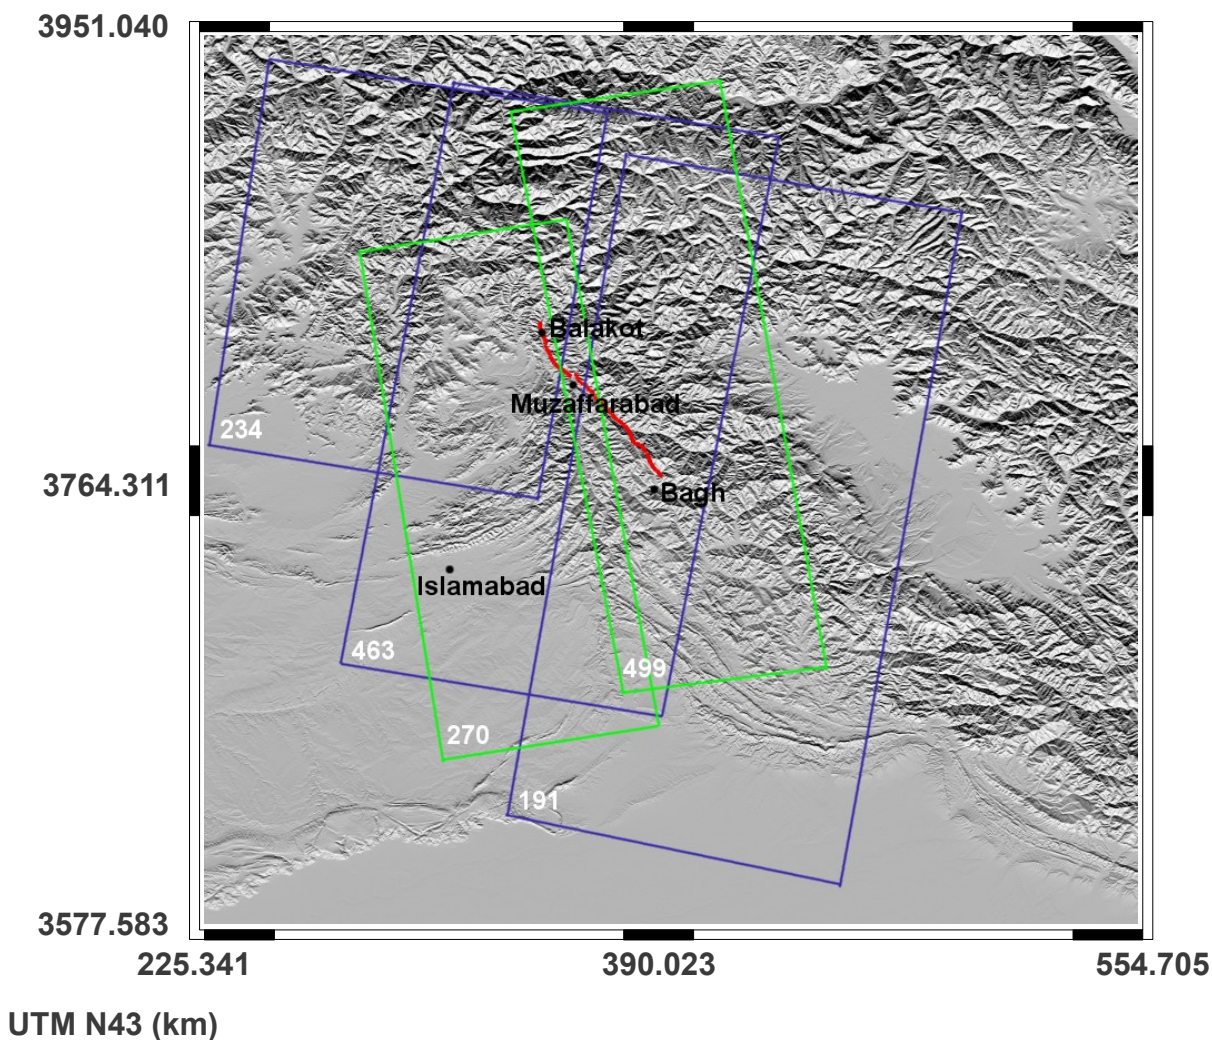 3951.040
Balakot
Muzaffarabad
234
3764.311
Bagh
Islamabad
463
499
270
191
3577.583
225.341
390.023
554.705
UTM N43 (km)